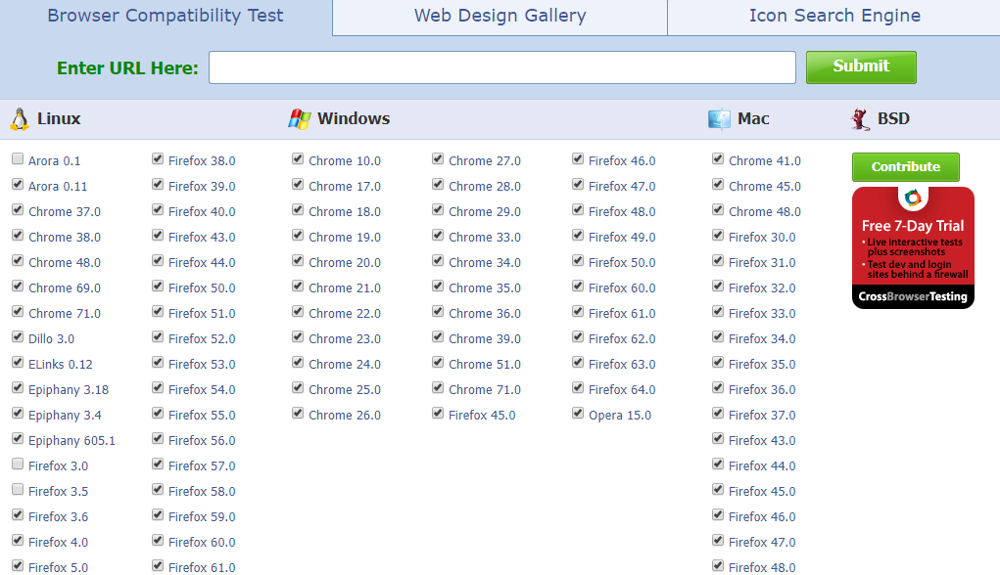 Browser Compatibility Test
Web Design Gallery
Icon Search Engine
Enter URL Here:
Submit
Linux
Windows
Mac
BSD
Arora 0.1
Arora 0.11
Chrome 37.0
Chrome 38.0
Chrome 48.0
Chrome 69.0
Chrome 71.0
Dillo 3.0
ELinks 0.12
Epiphany 3.18
Epiphany 3.4
Epiphany 605.1
Firefox 3.0
Firefox 3.5
Firefox 3.6
Firefox 4.0
Firefox 5.0
Firefox 38.0
Firefox 39.0
Firefox 40.0
Firefox 43.0
Firefox 44.0
Firefox 50.0
Firefox 51.0
Firefox 52.0
Firefox 53.0
Firefox 54.0
Firefox 55.0
Firefox 56.0
Firefox 57.0
Firefox 58.0
Firefox 59.0
Firefox 60.0
Firefox 61.0
Chrome 10.0
Chrome 17.0
Chrome 18.0
Chrome 19.0
Chrome 20.0
Chrome 21.0
Chrome 22.0
Chrome 23.0
Chrome 24.0
Chrome 25.0
Chrome 26.0
Chrome 27.0
Chrome 28.0
Chrome 29.0
Chrome 33.0
Chrome 34.0
Chrome 35.0
Chrome 36.0
Chrome 39.0
Chrome 51.0
Chrome 71.0
Firefox 45.0
Firefox 46.0
Firefox 47.0
Firefox 48.0
Firefox 49.0
Firefox 50.0
Firefox 60.0
Firefox 61.0
Firefox 62.0
Firefox 63.0
Firefox 64.0
Opera 15.0
Chrome 41.0
Chrome 45.0
Chrome 48.0
Firefox 30.0
Firefox 31.0
Firefox 32.0
Firefox 33.0
Firefox 34.0
Firefox 35.0
Firefox 36.0
Firefox 37.0
Firefox 43.0
Firefox 44.0
Firefox 45.0
Firefox 46.0
Firefox 47.0
Firefox 48.0
Contribute
Free 7-Day Trial
• Live interactive tests
plus screenshots
• Test dev and login
sites behind a firewall
CrossBrowserTesting